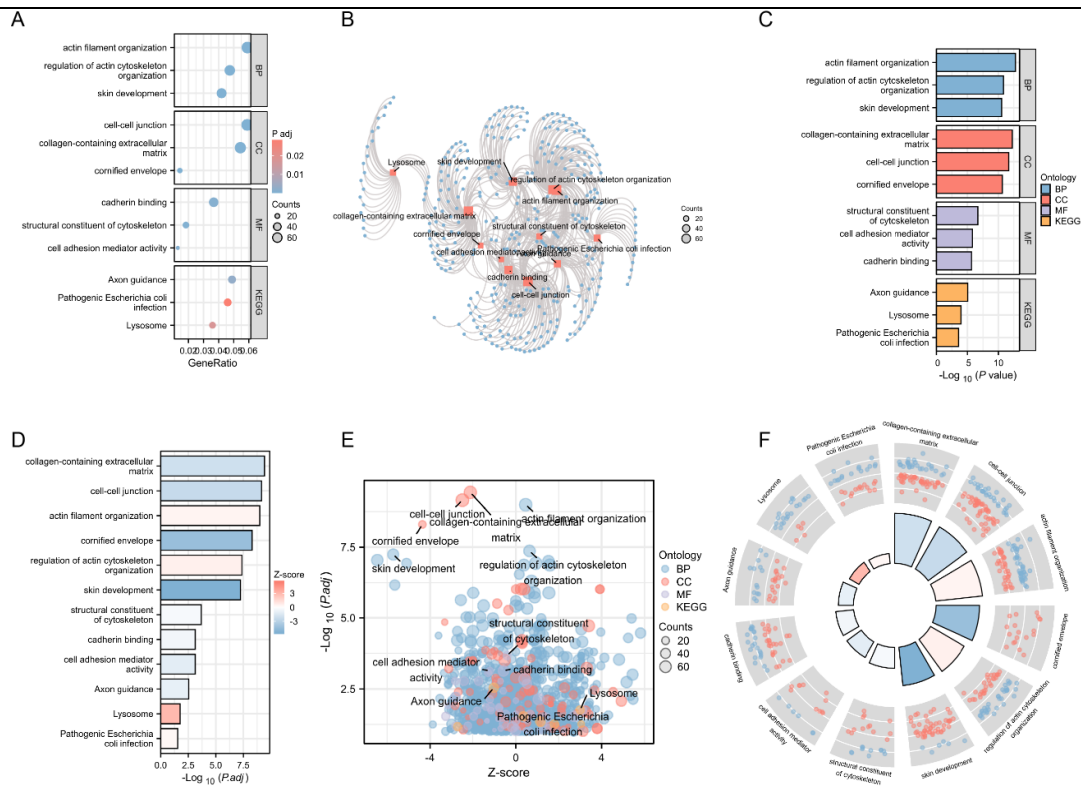 A
actin filament organization
regulation of actin cytoskeleton
organization
skin development
BP
cell-cell junction
collagen-containing extracellular
matrix
cornified envelope
CC
cadherin binding
structural constituent of cytoskeleton
cell adhesion mediator activity
MF
Axon guidance
Pathogenic Escherichia coli
infection
Lysosome
KEGG
0.02 0.03 0.04 0.05 0.06
GeneRatio
P adj
0.02
0.01
Counts
20
40
60
B
Lysosome
skin development
regulation of actin cytoskeleton organization
actin filament organization
collagen-containing extracellular matrix
structural constituent of cytoskeleton
cornified envelope
Pathogenic Escherichia coli infection
cell adhesion mediator activity
Axon guidance
cadherin binding
cell-cell junction
Counts
20
40
60
C
actin filament organization
regulation of actin cytoskeleton
organization
skin development
BP
collagen-containing extracellular
matrix
cell-cell junction
cornified envelope
CC
structural constituent
of cytoskeleton
cell adhesion mediator
activity
cadherin binding
MF
Axon guidance
Lysosome
Pathogenic Escherichia
coli infection
KEGG
0 5 10
-Log 10 (P value)
Ontology
BP
CC
MF
KEGG
D
collagen-containing extracellular
matrix
cell-cell junction
actin filament organization
cornified envelope
regulation of actin cytoskeleton
organization
skin development
structural constituent
of cytoskeleton
cadherin binding
cell adhesion mediator
activity
Axon guidance
Lysosome
Pathogenic Escherichia
coli infection
0.0 2.5 5.0 7.5
-Log 10 (P.adj)
Z-score
3
0
-3
E
-Log 10 (P.adj)
7.5
5.0
2.5
cell-cell junction
actin filament organization
collagen-containing extracellular
matrix
cornified envelope
skin development
regulation of actin cytoskeleton
organization
structural constituent
of cytoskeleton
cell adhesion mediator
activity
cadherin binding
Axon guidance
Lysosome
Pathogenic Escherichia
coli infection
-4 0 4
Z-score
Ontology
BP
CC
MF
KEGG
Counts
20
40
60
F
collagen-containing extracellular
matrix
cell-cell junction
actin filament organization
cornified envelope
regulation of actin cytoskeleton
organization
skin development
structural constituent
of cytoskeleton
cell adhesion mediator
activity
cadherin binding
Axon guidance
Lysosome
Pathogenic Escherichia
coli infection